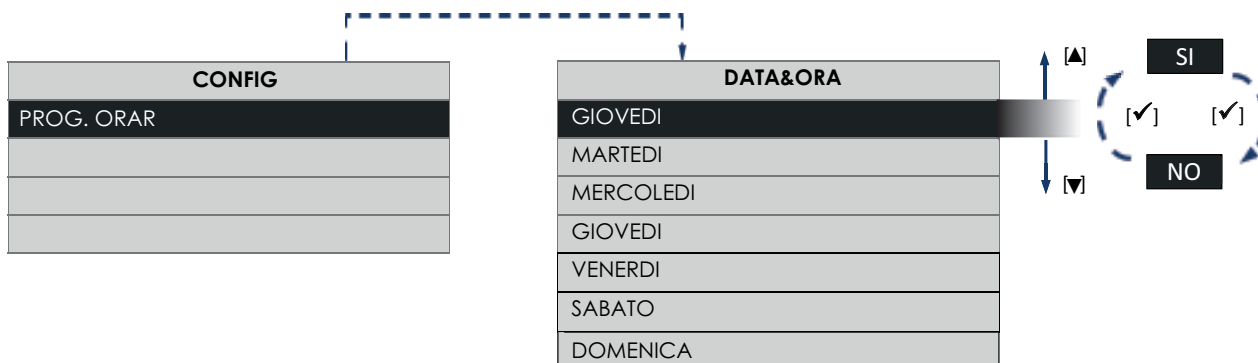 CONFIG
PROG. ORAR
DATA&ORA
GIOVEDI
MARTEDI
MERCOLEDI
GIOVEDI
VENERDI
SABATO
DOMENICA
[▲]
[▼]
SI
[✓] [✓]
NO